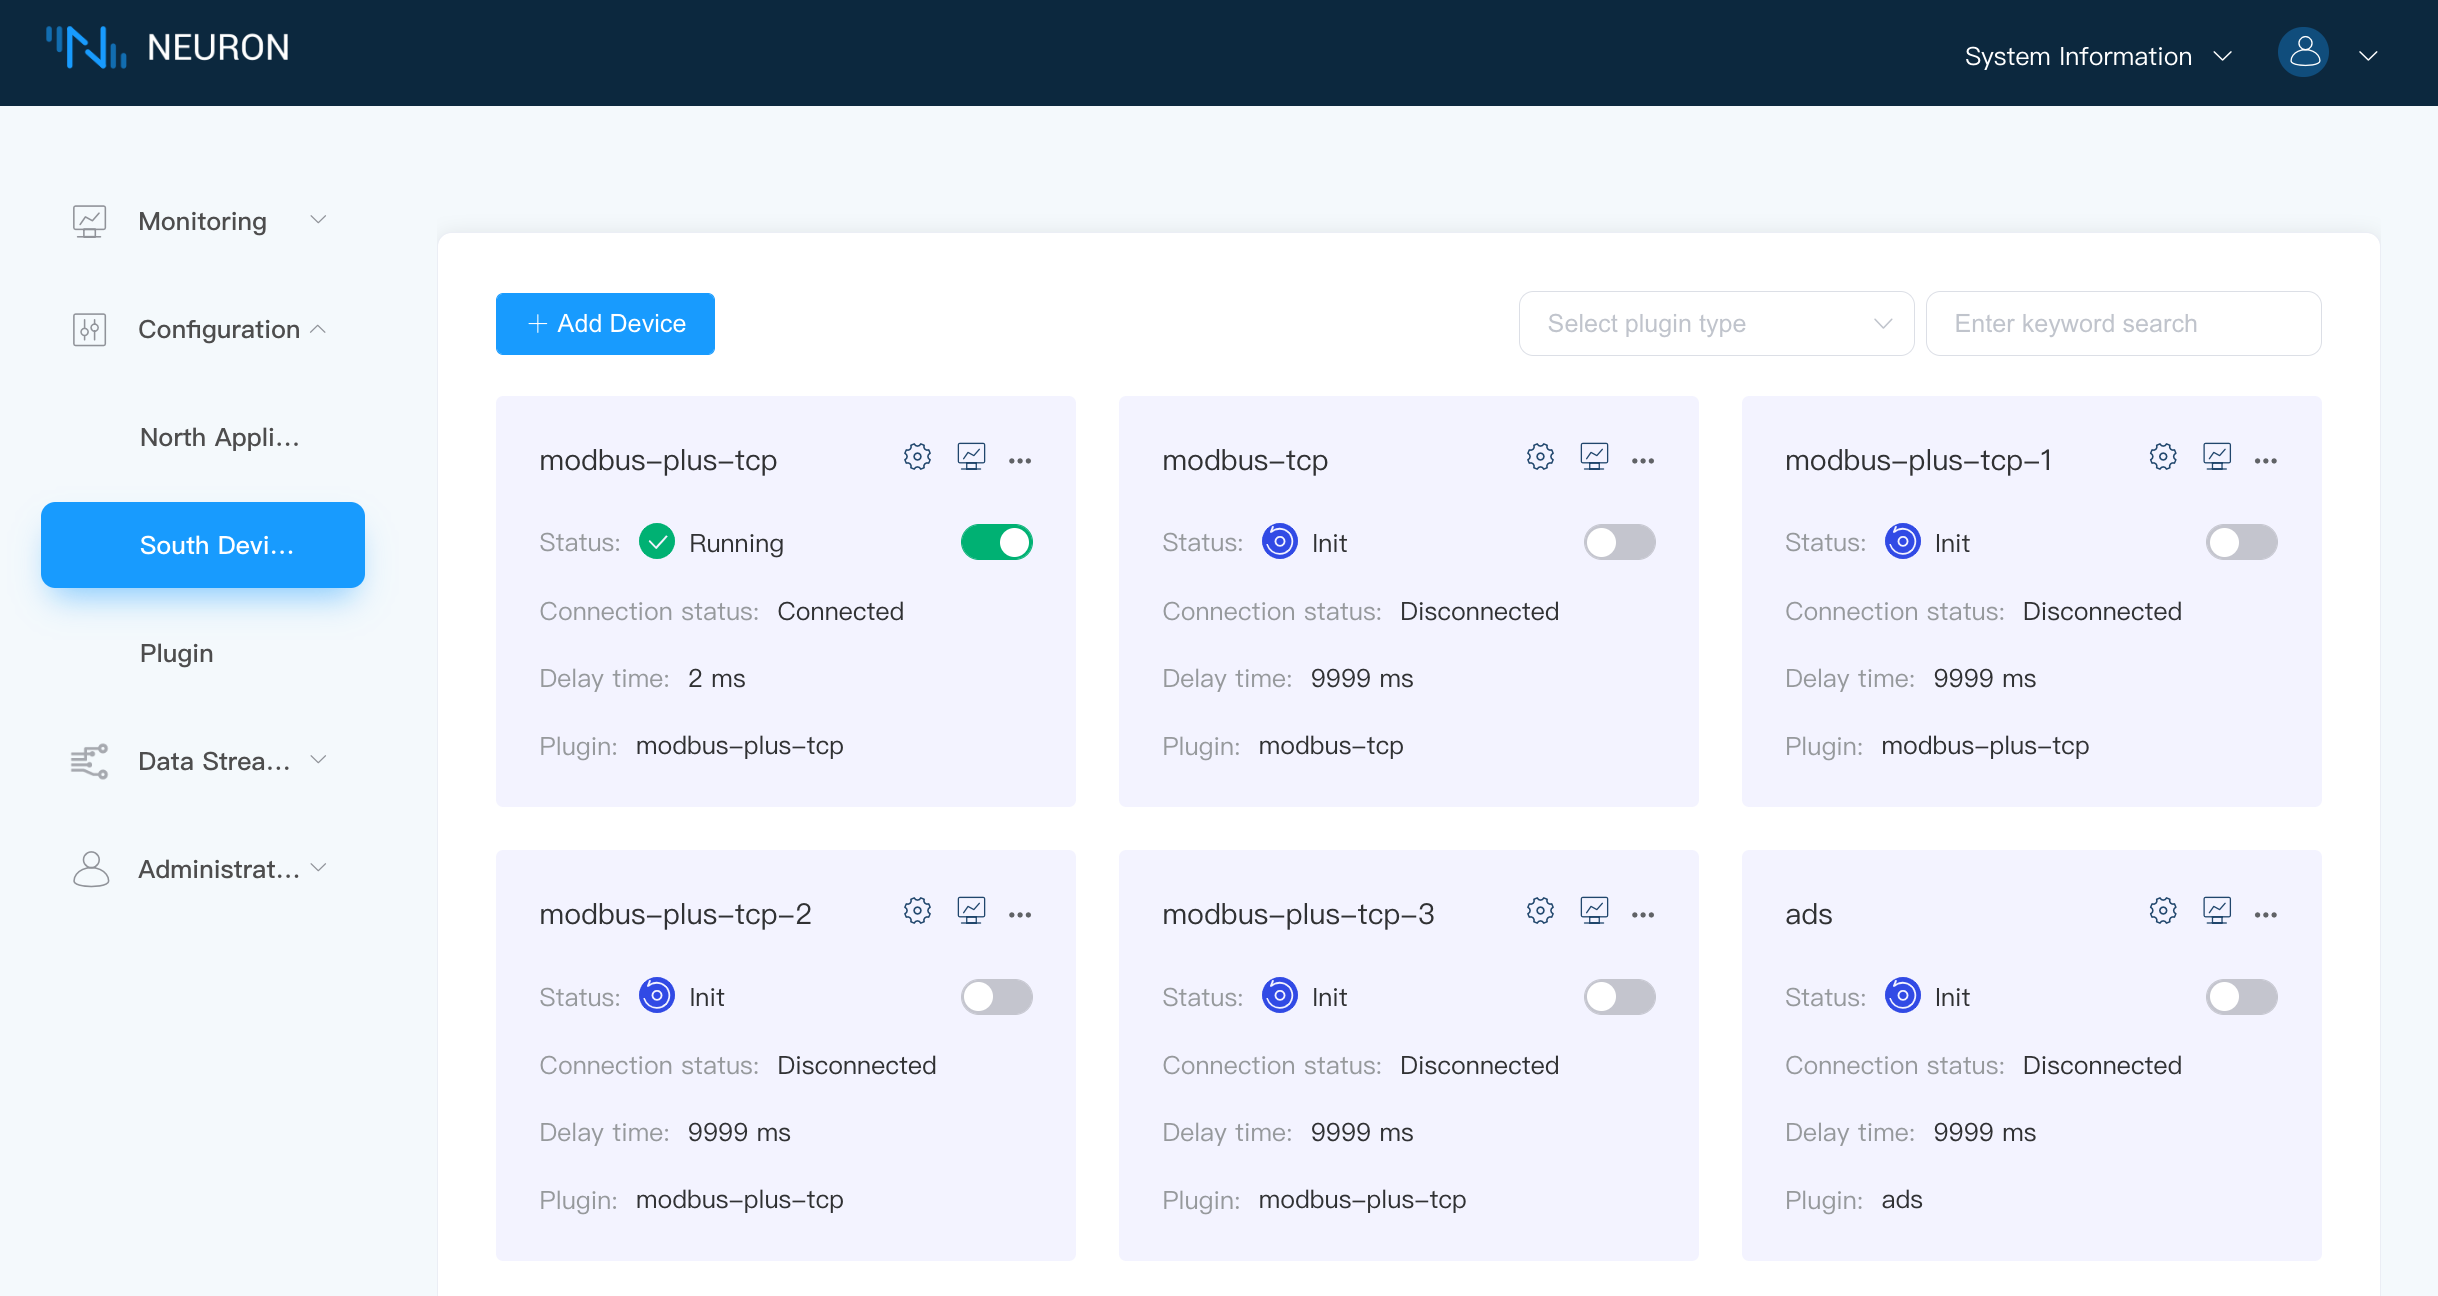 NEURON
System Information
Monitoring
Configuration
North Appli...
South Devi...
Plugin
Data Strea...
Administrat...
Add Device
Select plugin type
Enter keyword search
modbus-plus-tcp
Status: Running
Connection status: Connected
Delay time: 2 ms
Plugin: modbus-plus-tcp
modbus-tcp
Status: Init
Connection status: Disconnected
Delay time: 9999 ms
Plugin: modbus-tcp
modbus-plus-tcp-1
Status: Init
Connection status: Disconnected
Delay time: 9999 ms
Plugin: modbus-plus-tcp
modbus-plus-tcp-2
Status: Init
Connection status: Disconnected
Delay time: 9999 ms
Plugin: modbus-plus-tcp
modbus-plus-tcp-3
Status: Init
Connection status: Disconnected
Delay time: 9999 ms
Plugin: modbus-plus-tcp
ads
Status: Init
Connection status: Disconnected
Delay time: 9999 ms
Plugin: ads